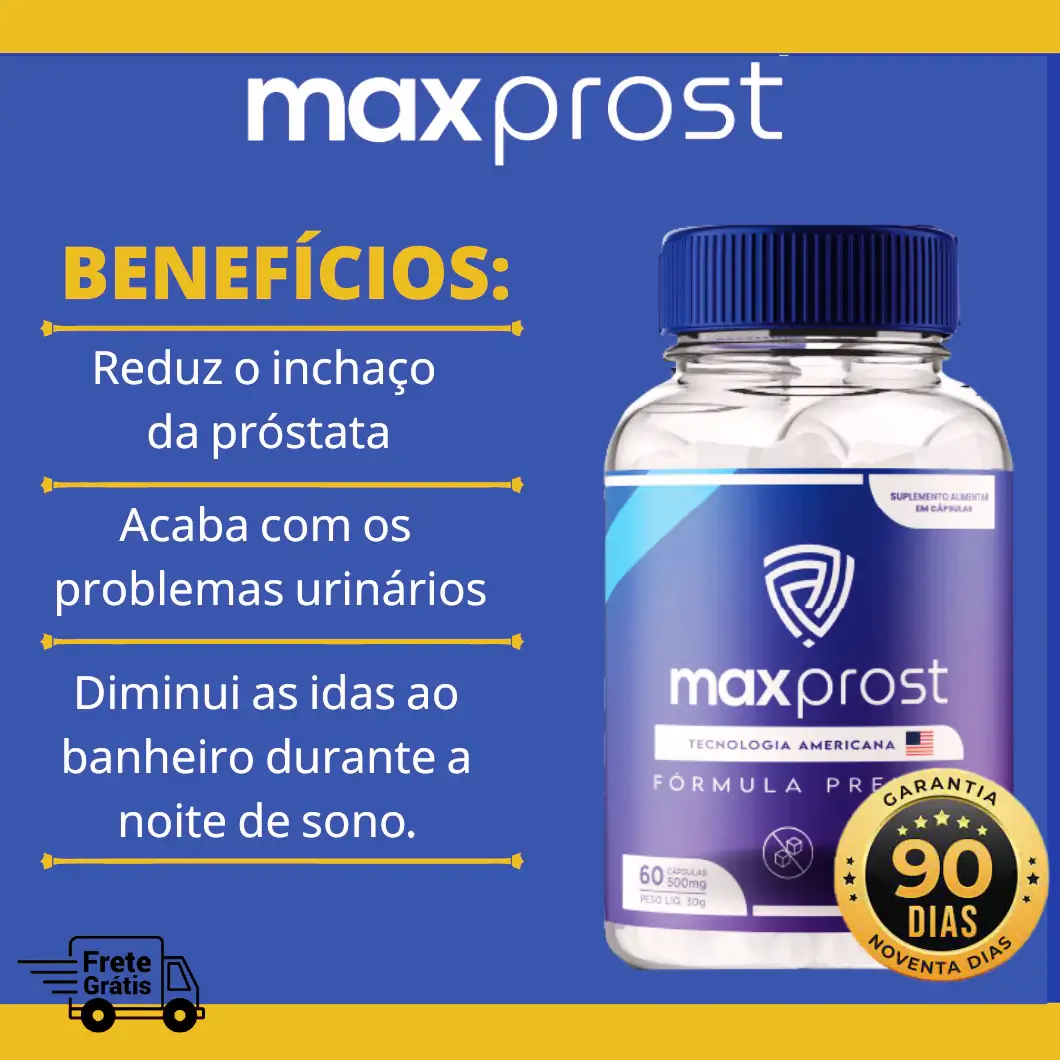 maxprost
BENEFÍCIOS:
Reduz o inchaço
da próstata
Acaba com os
problemas urinários
Diminui as idas ao
banheiro durante a
noite de sono.
Frete
Grátis
SUPLEMENTO ALIMENTAR
EM CÁPSULAS
maxprost
TECNOLOGIA AMERICANA
FÓRMULA
60 CÁPSULAS
500mg
PESO LIQ. 30g
GARANTIA
90
DIAS
NOVENTA DIAS